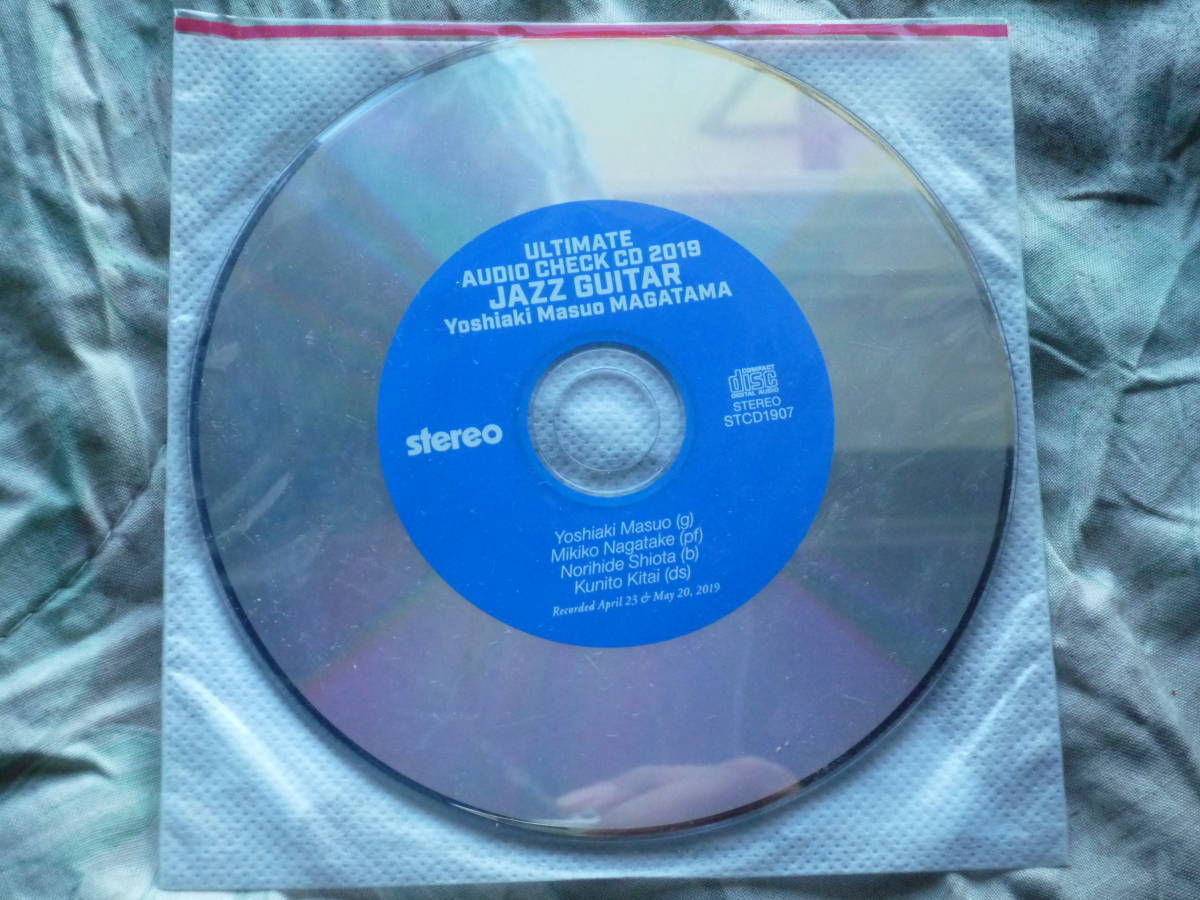 ULTIMATE
AUDIO CHECK CD 2019
JAZZ GUITAR
Yoshiaki Masuo MAGATAMA
stereo
COMPACT
disc
DIGITAL AUDIO
STEREO
STCD1907
Yoshiaki Masuo (g)
Mikiko Nagatake (pf)
Norihide Shiota (b)
Kunito Kitai (ds)
Recorded April 23 & May 20, 2019